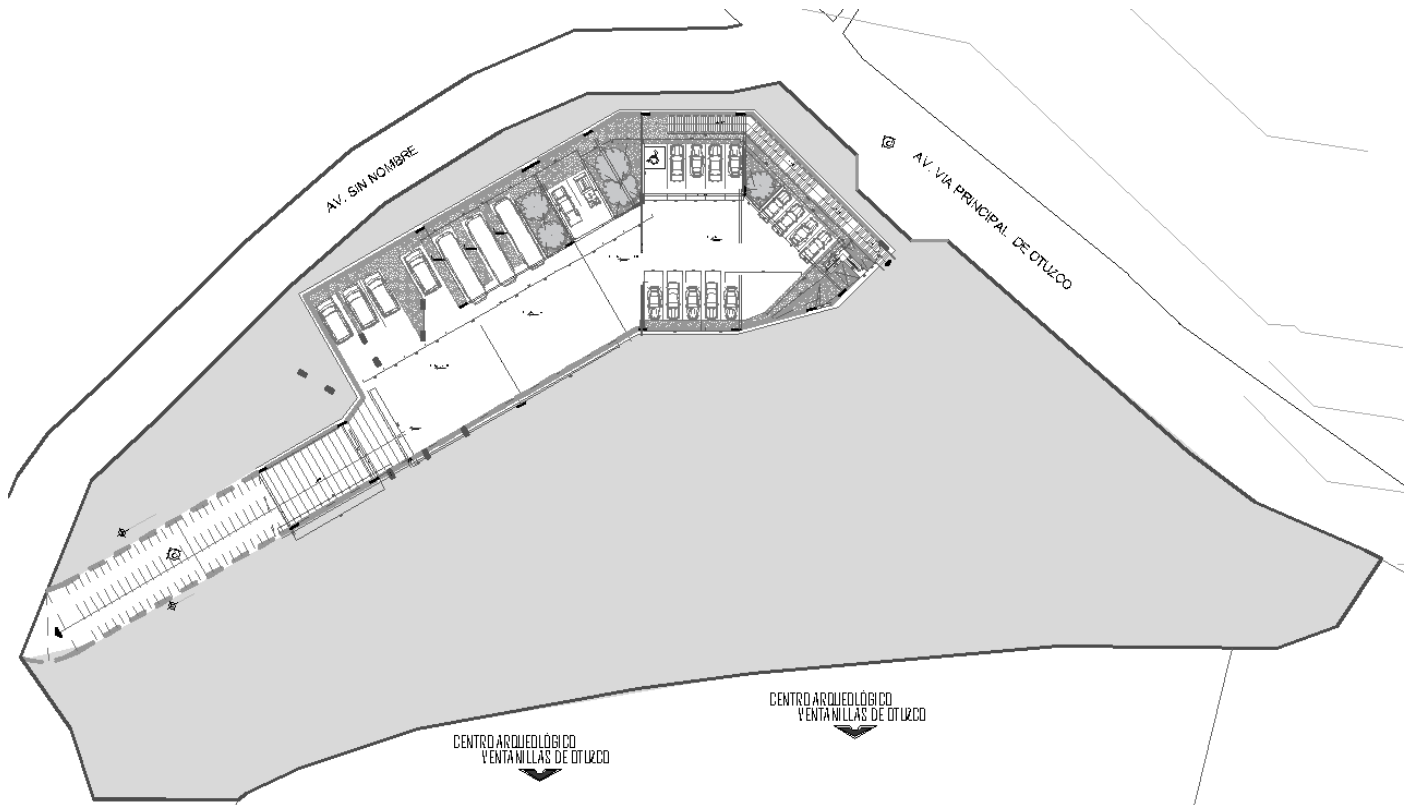 AV. SIN NOMBRE
AV. VIA PRINCIPAL DE OTUZCO
CENTRO ARQUEOLÓGICO
VENTANILLAS DE OTUZCO
CENTRO ARQUEOLÓGICO
VENTANILLAS DE OTUZCO